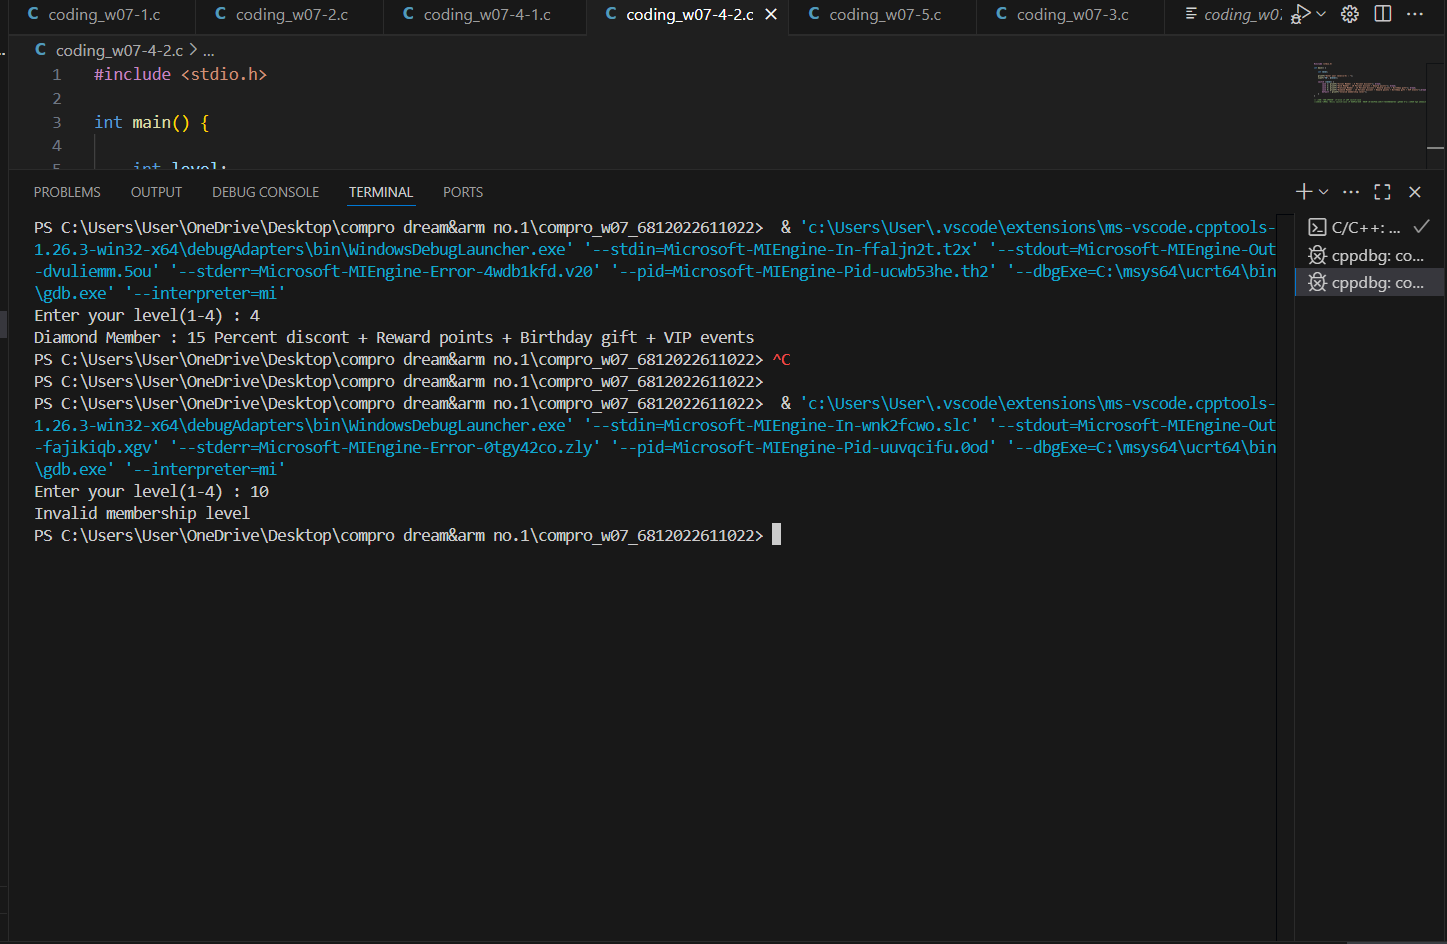 coding_w07-1.c coding_w07-2.c coding_w07-4-1.c coding_w07-4-2.c coding_w07-5.c coding_w07-3.c coding_w07
coding_w07-4-2.c > ...
1 #include <stdio.h>
2
3 int main() {
4
5 int level;
PROBLEMS OUTPUT DEBUG CONSOLE TERMINAL PORTS
PS C:\Users\User\OneDrive\Desktop\compro dream&arm no.1\compro_w07_6812022611022>  & 'c:\Users\User\.vscode\extensions\ms-vscode.cpptools-
1.26.3-win32-x64\debugAdapters\bin\WindowsDebugLauncher.exe' '--stdin=Microsoft-MIEngine-In-ffaljn2t.t2x' '--stdout=Microsoft-MIEngine-Out
-dvuliemm.5ou' '--stderr=Microsoft-MIEngine-Error-4wdb1kfd.v20' '--pid=Microsoft-MIEngine-Pid-ucwb53he.th2' '--dbgExe=C:\msys64\ucrt64\bin
\gdb.exe' '--interpreter=mi'
Enter your level(1-4) : 4
Diamond Member : 15 Percent discont + Reward points + Birthday gift + VIP events
PS C:\Users\User\OneDrive\Desktop\compro dream&arm no.1\compro_w07_6812022611022> ^C
PS C:\Users\User\OneDrive\Desktop\compro dream&arm no.1\compro_w07_6812022611022>
PS C:\Users\User\OneDrive\Desktop\compro dream&arm no.1\compro_w07_6812022611022>  & 'c:\Users\User\.vscode\extensions\ms-vscode.cpptools-
1.26.3-win32-x64\debugAdapters\bin\WindowsDebugLauncher.exe' '--stdin=Microsoft-MIEngine-In-wnk2fcwo.slc' '--stdout=Microsoft-MIEngine-Out
-fajikiqb.xgv' '--stderr=Microsoft-MIEngine-Error-0tgy42co.zly' '--pid=Microsoft-MIEngine-Pid-uuvqcifu.0od' '--dbgExe=C:\msys64\ucrt64\bin
\gdb.exe' '--interpreter=mi'
Enter your level(1-4) : 10
Invalid membership level
PS C:\Users\User\OneDrive\Desktop\compro dream&arm no.1\compro_w07_6812022611022>
C/C++: ...
cppdbg: co...
cppdbg: co...